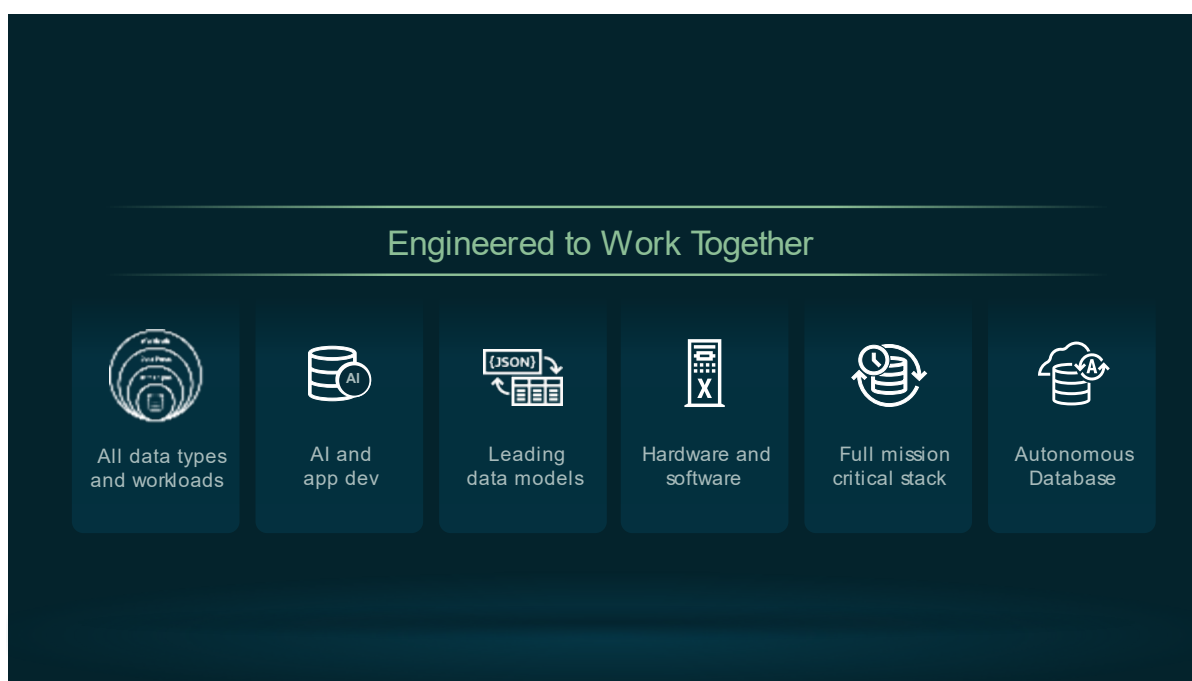 Engineered to Work Together
All data types
and workloads
AI
AI and
app dev
{JSON}
Leading
data models
X
Hardware and
software
Full mission
critical stack
A
Autonomous
Database